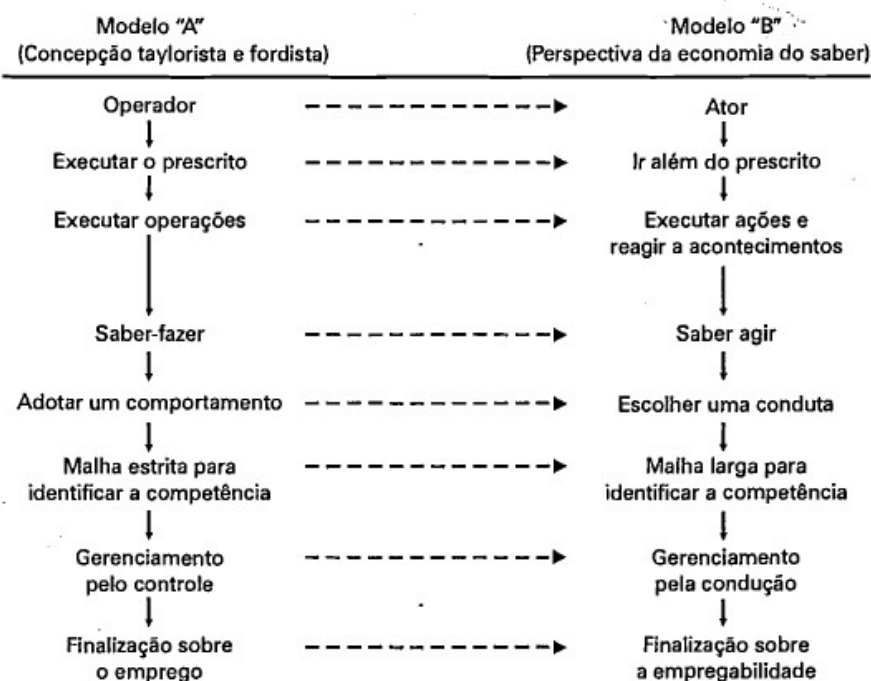 Modelo "A"
(Concepção taylorista e fordista)
Modelo "B"
(Perspectiva da economia do saber)
Operador
Ator
Executar o prescrito
Ir além do prescrito
Executar operações
Executar ações e
reagir a acontecimentos
Saber-fazer
Saber agir
Adotar um comportamento
Escolher uma conduta
Malha estrita para
identificar a competência
Malha larga para
identificar a competência
Gerenciamento
pelo controle
Gerenciamento
pela condução
Finalização sobre
o emprego
Finalização sobre
a empregabilidade